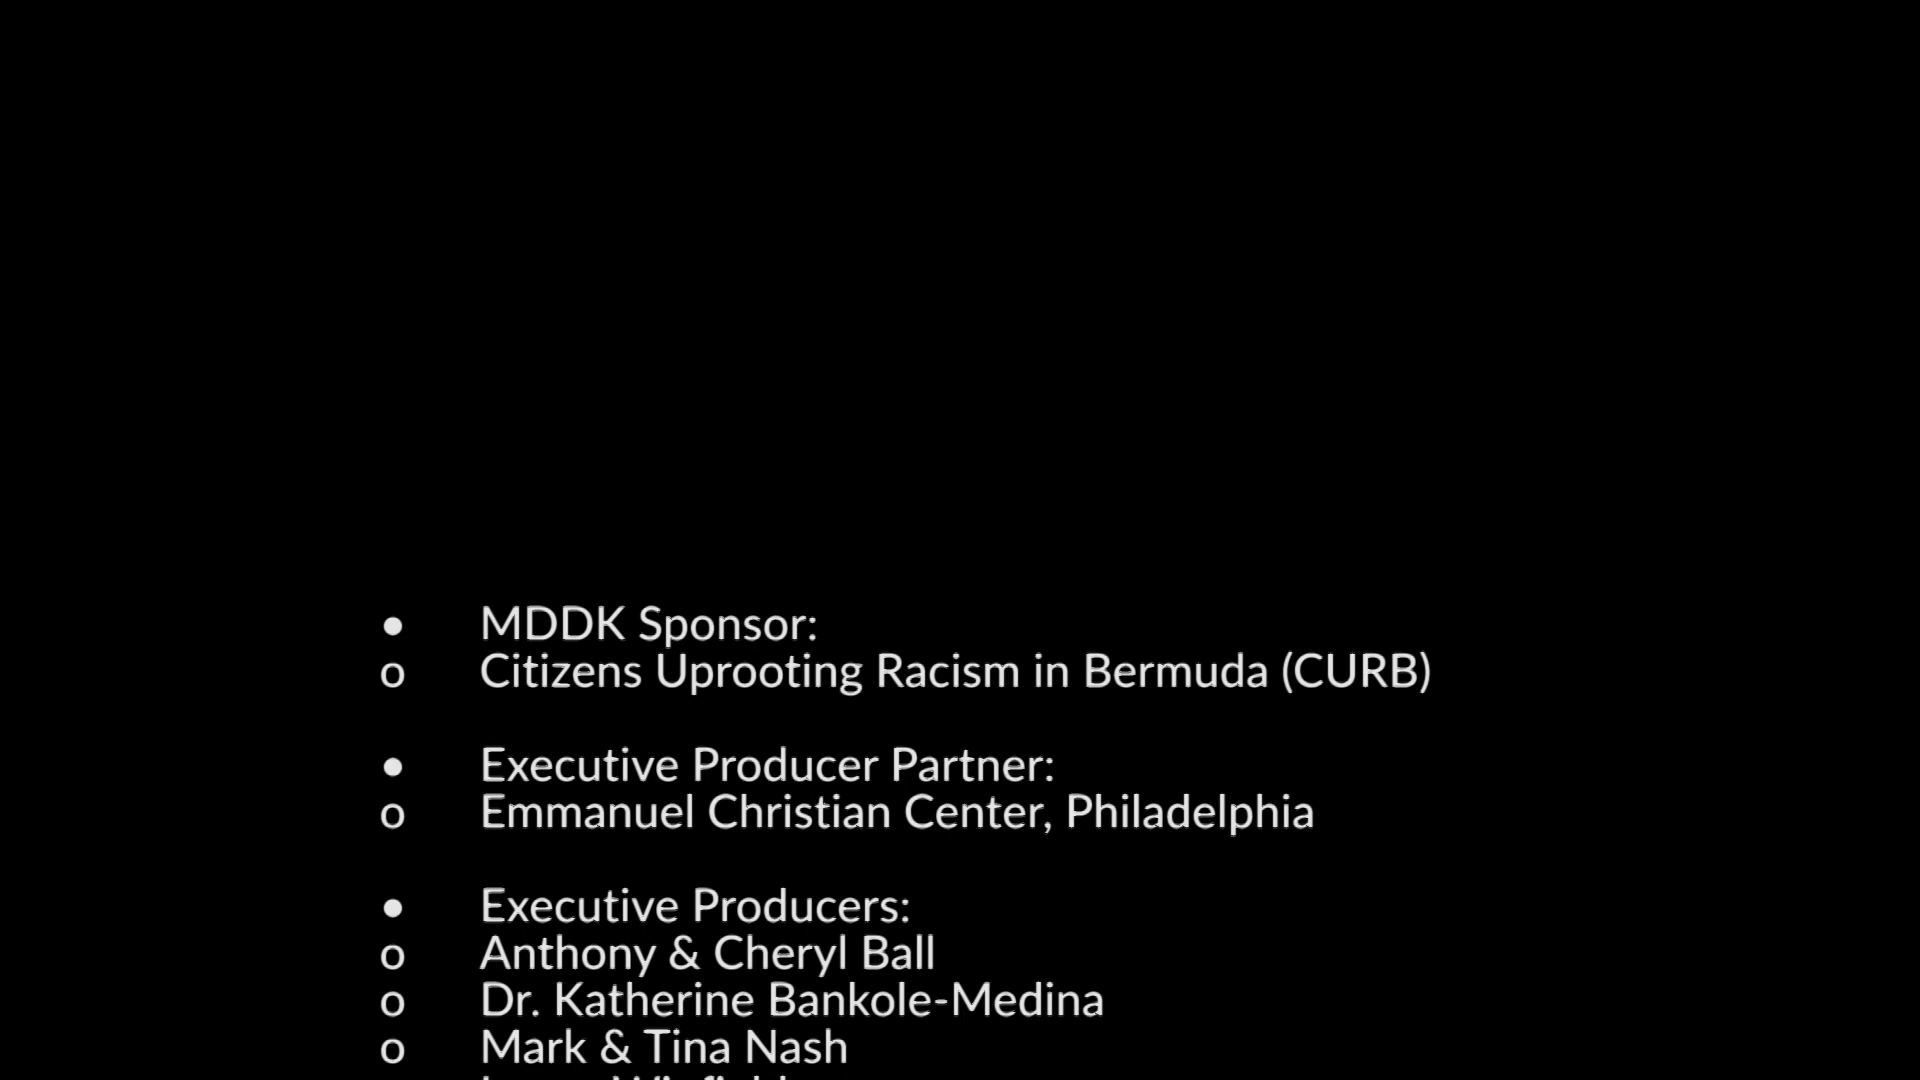 ● MDDK Sponsor:
o Citizens Uprooting Racism in Bermuda (CURB)
● Executive Producer Partner:
o Emmanuel Christian Center, Philadelphia
● Executive Producers:
o Anthony & Cheryl Ball
o Dr. Katherine Bankole-Medina
o Mark & Tina Nash